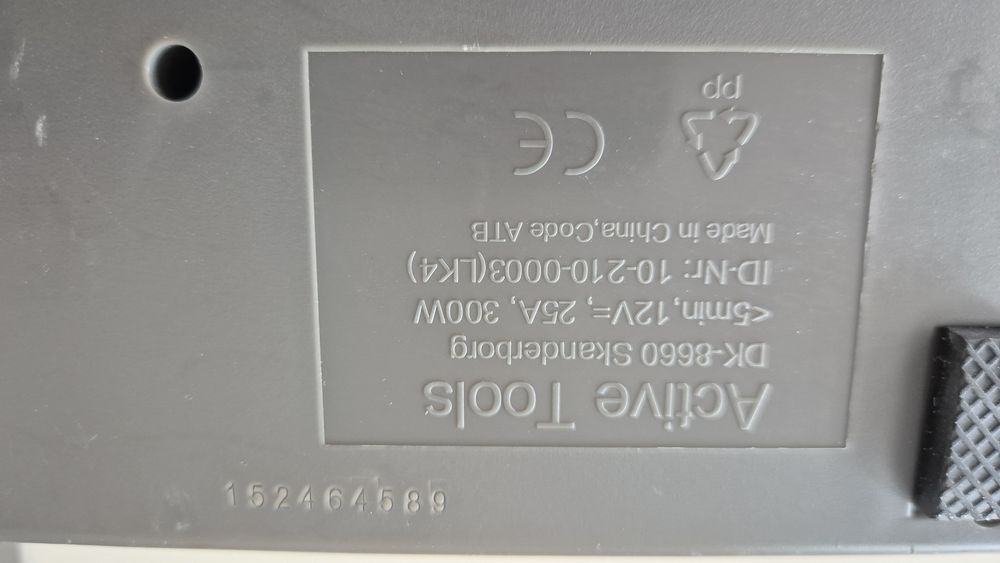 Active Tools
DK-8660 Skanderborg
<5min,12V=, 25A, 300W
ID-Nr: 10-210-0003(LK4)
Made in China,Code ATB
CE
PP
152464589